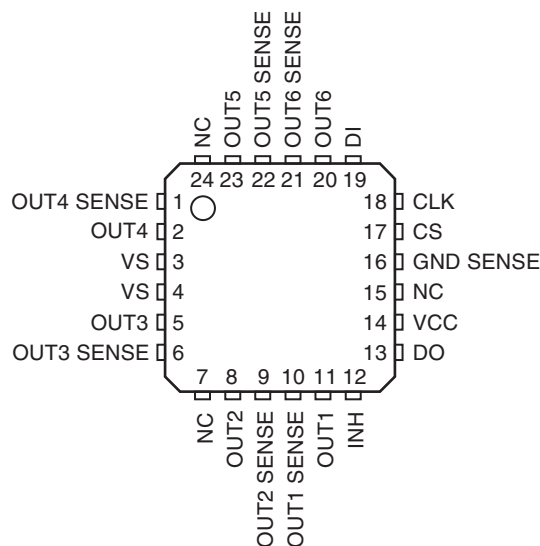 NC
OUT5
OUT5 SENSE
OUT6 SENSE
OUT6
DI
24 23 22 21 20 19
OUT4 SENSE 1
OUT4 2
VS 3
VS 4
OUT3 5
OUT3 SENSE 6
18 CLK
17 CS
16 GND SENSE
15 NC
14 VCC
13 DO
7 8 9 10 11 12
NC
OUT2
OUT2 SENSE
OUT1 SENSE
OUT1
INH